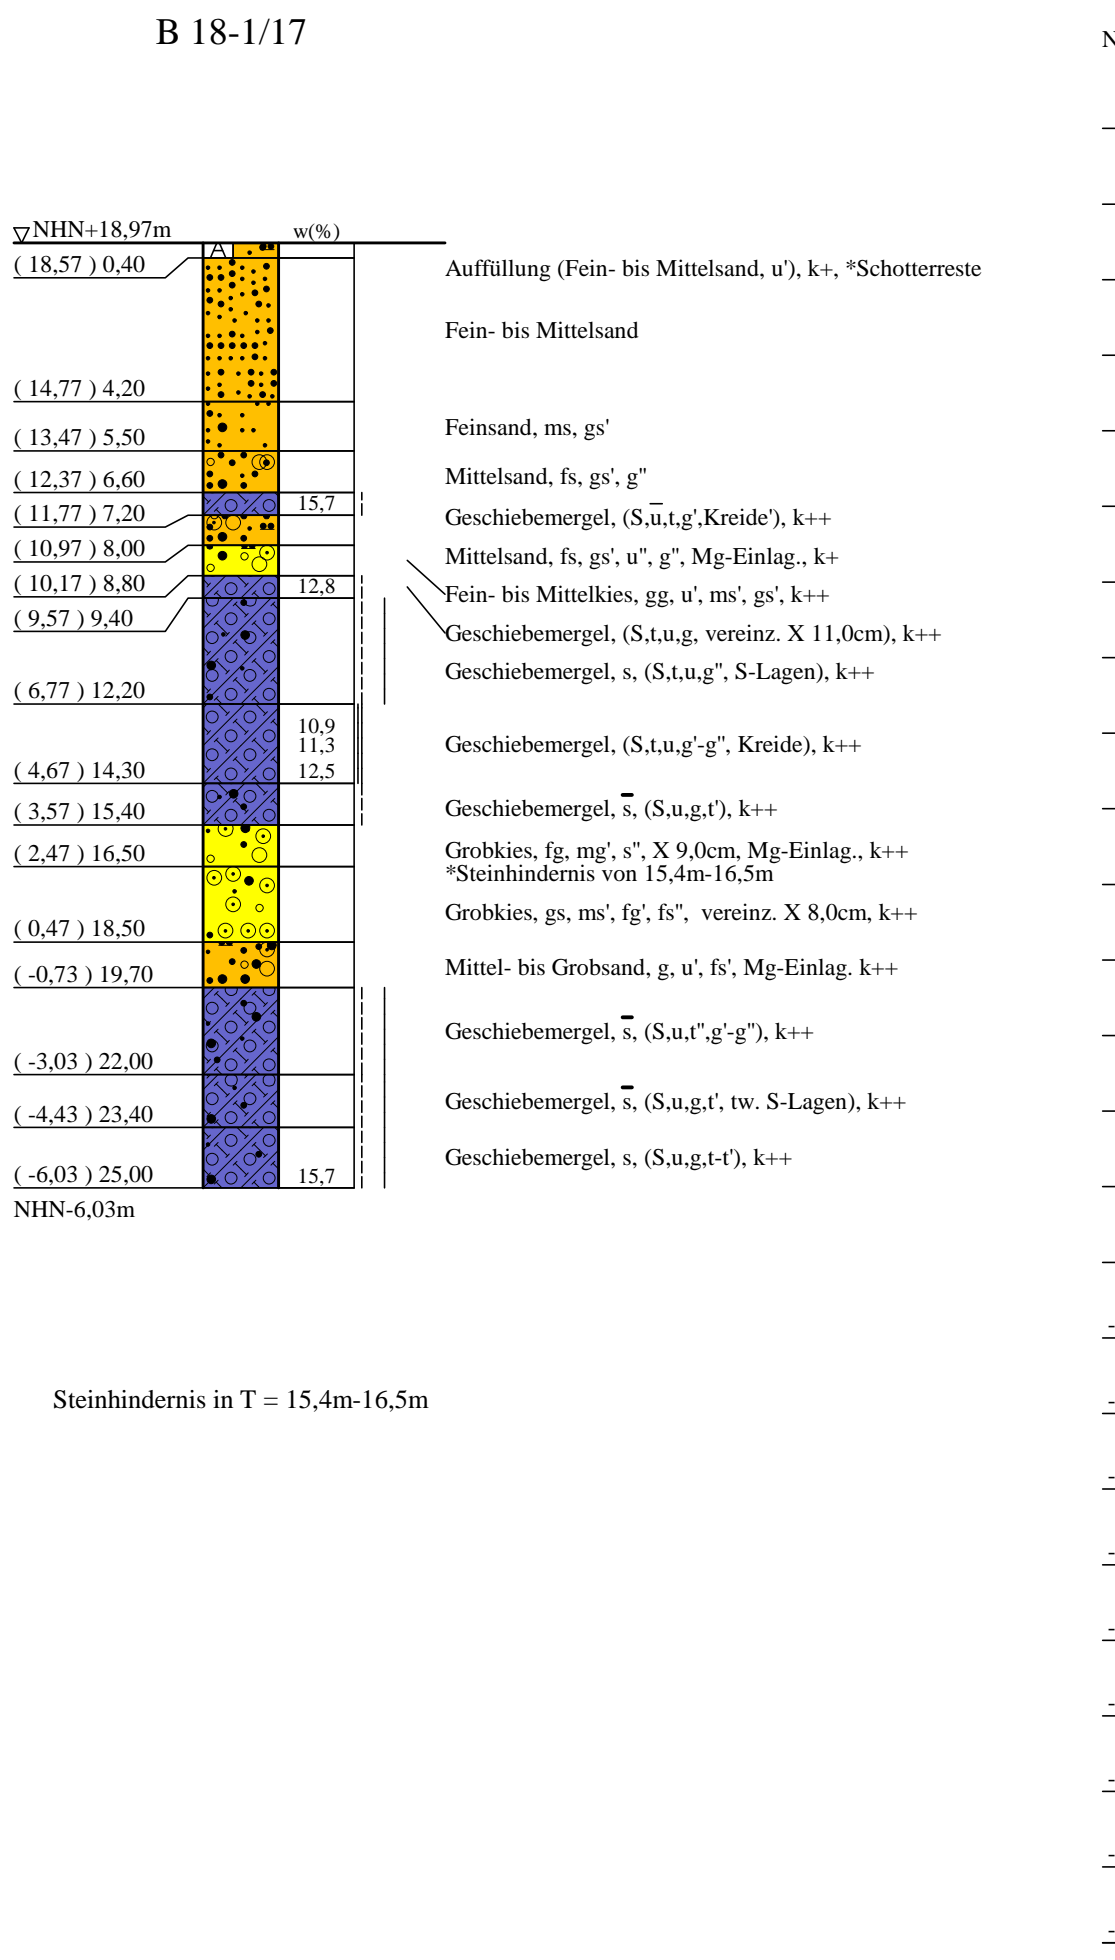 B 18-1/17
N
NHN+18,97m
w(%)
A
( 18,57 ) 0,40
Auffüllung (Fein- bis Mittelsand, u'), k+, *Schotterreste
Fein- bis Mittelsand
( 14,77 ) 4,20
Feinsand, ms, gs'
( 13,47 ) 5,50
Mittelsand, fs, gs', g"
( 12,37 ) 6,60
15,7
Geschiebemergel, (S,u̅,t,g',Kreide'), k++
( 11,77 ) 7,20
Mittelsand, fs, gs', u", g", Mg-Einlag., k+
( 10,97 ) 8,00
Fein- bis Mittelkies, gg, u', ms', gs', k++
( 10,17 ) 8,80
12,8
Geschiebemergel, (S,t,u,g, vereinz. X 11,0cm), k++
( 9,57 ) 9,40
Geschiebemergel, s, (S,t,u,g", S-Lagen), k++
( 6,77 ) 12,20
10,9
11,3
12,5
Geschiebemergel, (S,t,u,g'-g", Kreide), k++
( 4,67 ) 14,30
Geschiebemergel, s̅, (S,u,g,t'), k++
( 3,57 ) 15,40
Grobkies, fg, mg', s", X 9,0cm, Mg-Einlag., k++
*Steinhindernis von 15,4m-16,5m
( 2,47 ) 16,50
Grobkies, gs, ms', fg', fs", vereinz. X 8,0cm, k++
( 0,47 ) 18,50
Mittel- bis Grobsand, g, u', fs', Mg-Einlag. k++
( -0,73 ) 19,70
Geschiebemergel, s̅, (S,u,t",g'-g"), k++
( -3,03 ) 22,00
Geschiebemergel, s̅, (S,u,g,t', tw. S-Lagen), k++
( -4,43 ) 23,40
Geschiebemergel, s, (S,u,g,t-t'), k++
( -6,03 ) 25,00
15,7
NHN-6,03m
Steinhindernis in T = 15,4m-16,5m